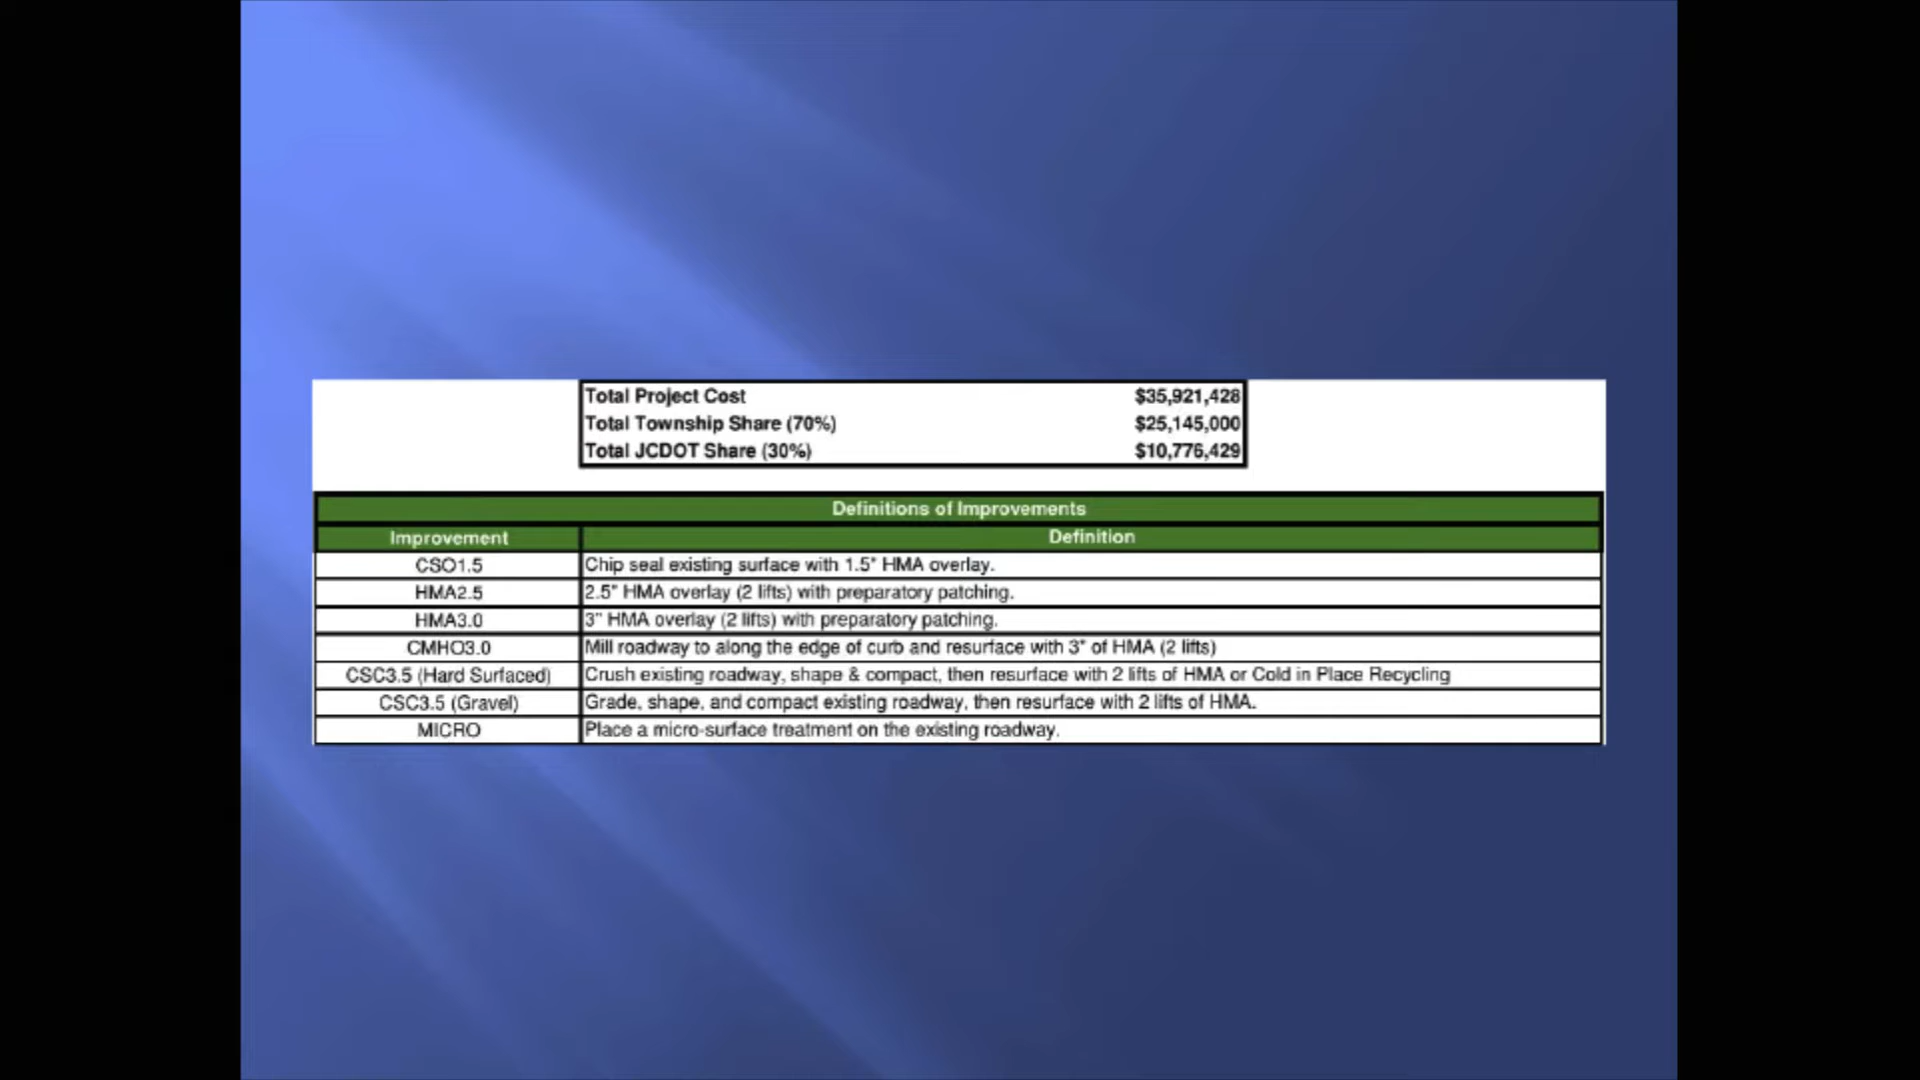 Total Project Cost $35,921,428
Total Township Share (70%) $25,145,000
Total JCDOT Share (30%) $10,776,429
Definitions of Improvements
Improvement Definition
CSO1.5 Chip seal existing surface with 1.5" HMA overlay.
HMA2.5 2.5" HMA overlay (2 lifts) with preparatory patching.
HMA3.0 3" HMA overlay (2 lifts) with preparatory patching.
CMHO3.0 Mill roadway to along the edge of curb and resurface with 3" of HMA (2 lifts)
CSC3.5 (Hard Surfaced) Crush existing roadway, shape & compact, then resurface with 2 lifts of HMA or Cold in Place Recycling
CSC3.5 (Gravel) Grade, shape, and compact existing roadway, then resurface with 2 lifts of HMA.
MICRO Place a micro-surface treatment on the existing roadway.